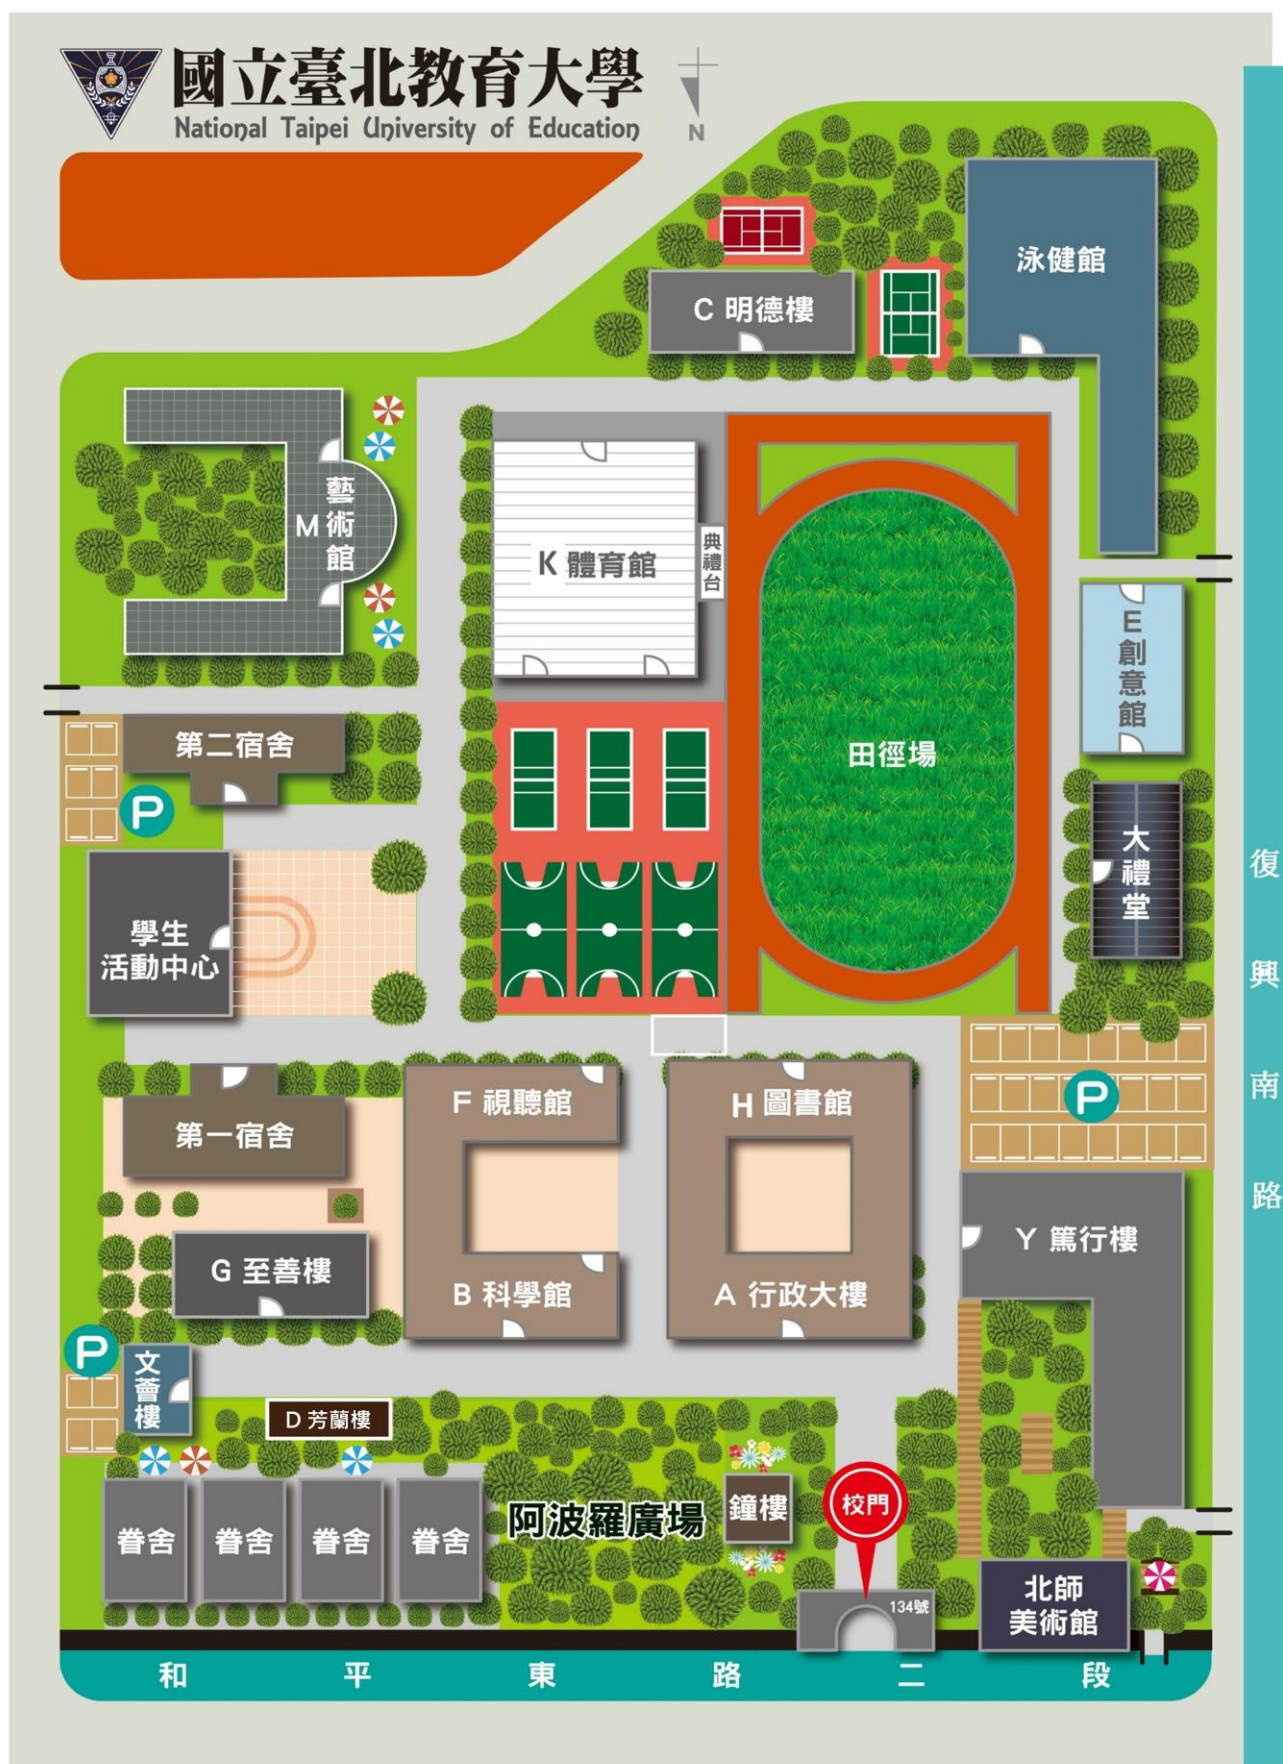 國立臺北教育大學
National Taipei University of Education
N
泳健館
C 明德樓
M
藝術館
K 體育館
典禮台
E
創意館
第二宿舍
田徑場
P
大禮堂
學生
活動中心
復興南路
F 視聽館
H 圖書館
P
第一宿舍
Y 篤行樓
G 至善樓
B 科學館
A 行政大樓
P
文薈樓
D 芳蘭樓
阿波羅廣場
鐘樓
校門
眷舍
眷舍
眷舍
眷舍
北師
美術館
134號
和平東路二段